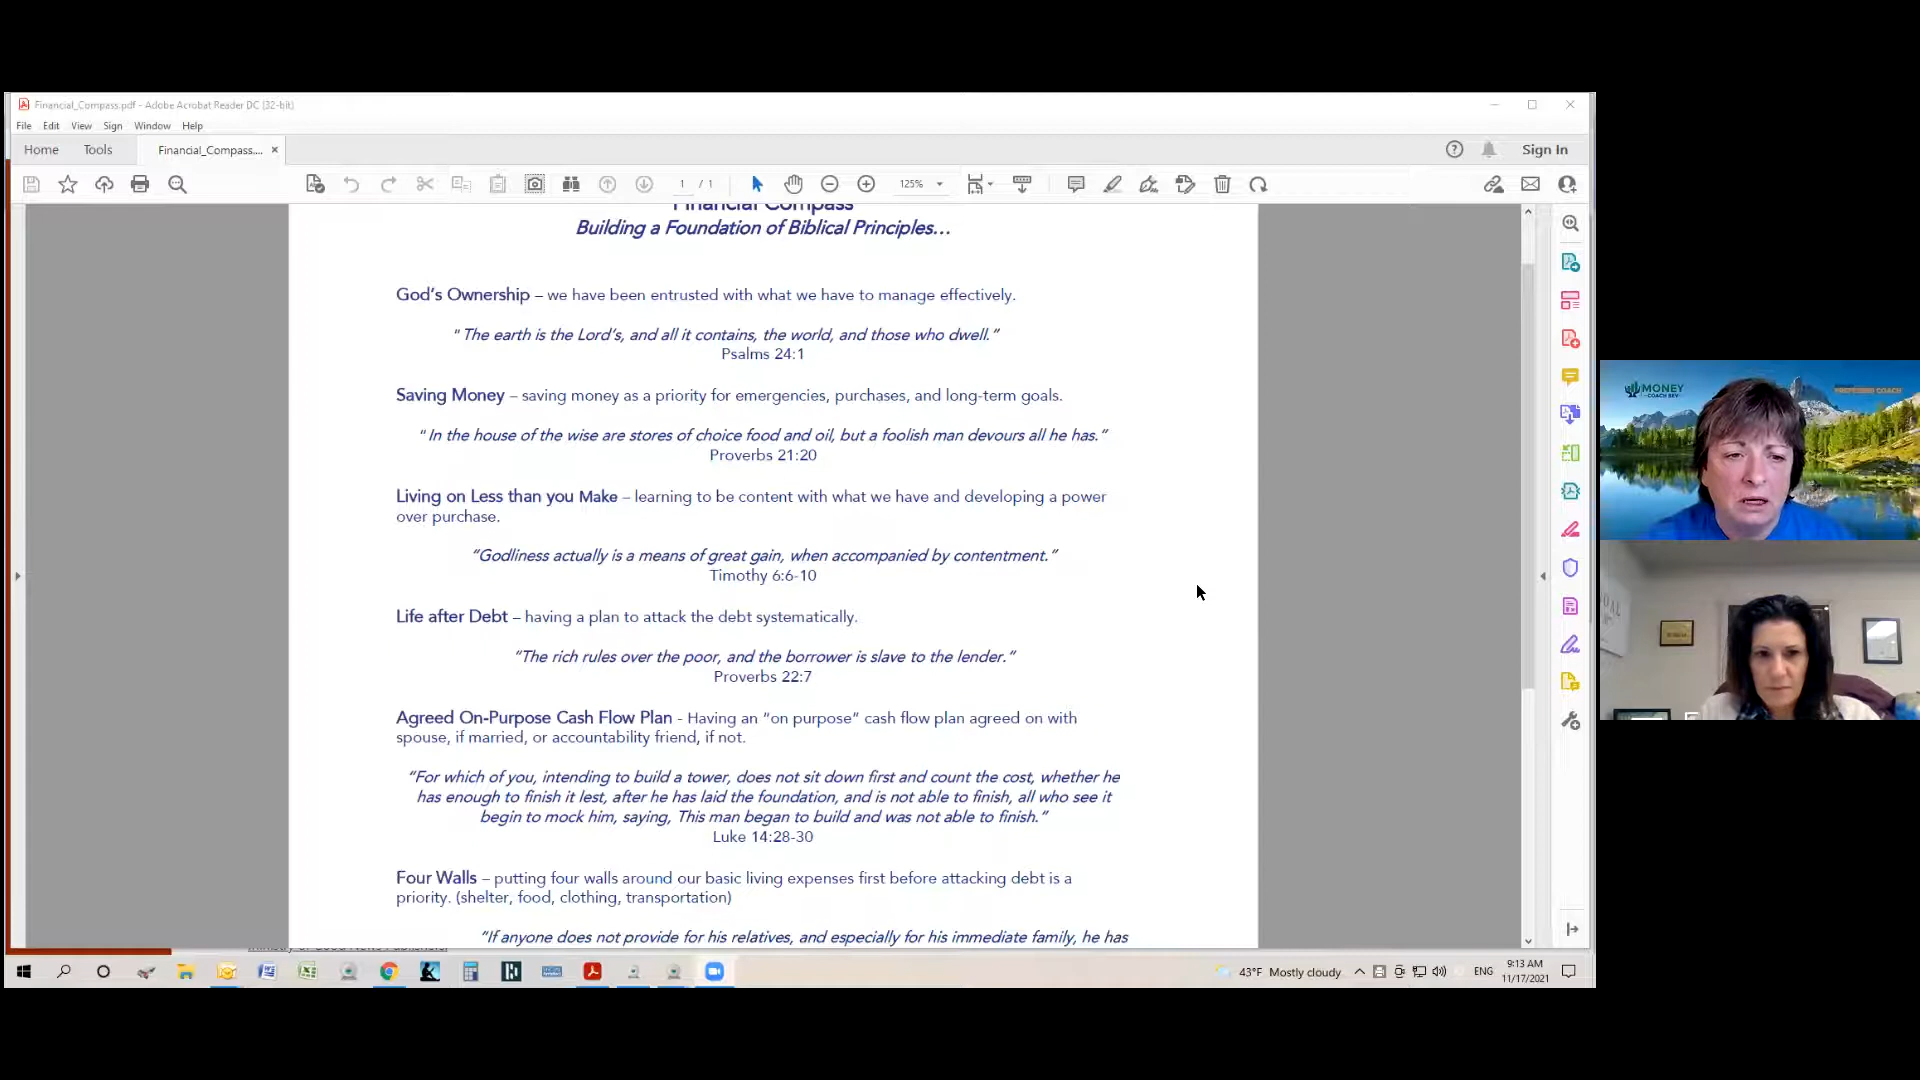 Financial_Compass.pdf - Adobe Acrobat Reader DC (32-bit)
File Edit View Sign Window Help
Home Tools Financial_Compass.... × Sign In
1 / 1 125%
Financial Compass
Building a Foundation of Biblical Principles…
God's Ownership – we have been entrusted with what we have to manage effectively.
" The earth is the Lord's, and all it contains, the world, and those who dwell."
Psalms 24:1
Saving Money – saving money as a priority for emergencies, purchases, and long-term goals.
" In the house of the wise are stores of choice food and oil, but a foolish man devours all he has."
Proverbs 21:20
Living on Less than you Make – learning to be content with what we have and developing a power
over purchase.
"Godliness actually is a means of great gain, when accompanied by contentment."
Timothy 6:6-10
Life after Debt – having a plan to attack the debt systematically.
"The rich rules over the poor, and the borrower is slave to the lender."
Proverbs 22:7
Agreed On-Purpose Cash Flow Plan - Having an "on purpose" cash flow plan agreed on with
spouse, if married, or accountability friend, if not.
"For which of you, intending to build a tower, does not sit down first and count the cost, whether he
has enough to finish it lest, after he has laid the foundation, and is not able to finish, all who see it
begin to mock him, saying, This man began to build and was not able to finish."
Luke 14:28-30
Four Walls – putting four walls around our basic living expenses first before attacking debt is a
priority. (shelter, food, clothing, transportation)
"If anyone does not provide for his relatives, and especially for his immediate family, he has
MONEY
COACH BEV
COACH
43°F Mostly cloudy ENG 9:13 AM
11/17/2021